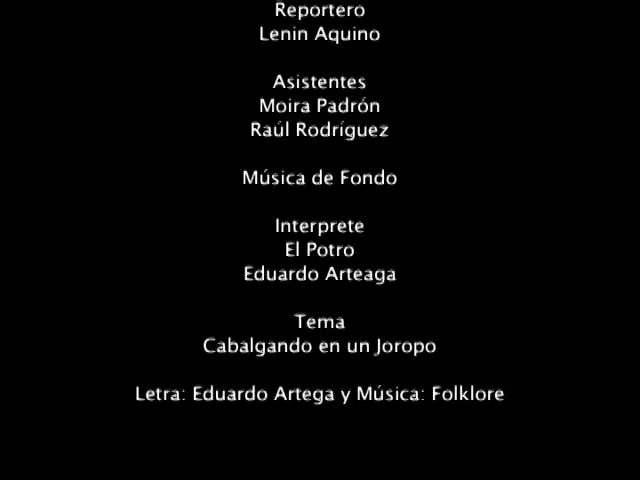 Reportero
Lenin Aquino
Asistentes
Moira Padrón
Raúl Rodríguez
Música de Fondo
Interprete
El Potro
Eduardo Arteaga
Tema
Cabalgando en un Joropo
Letra: Eduardo Artega y Música: Folklore